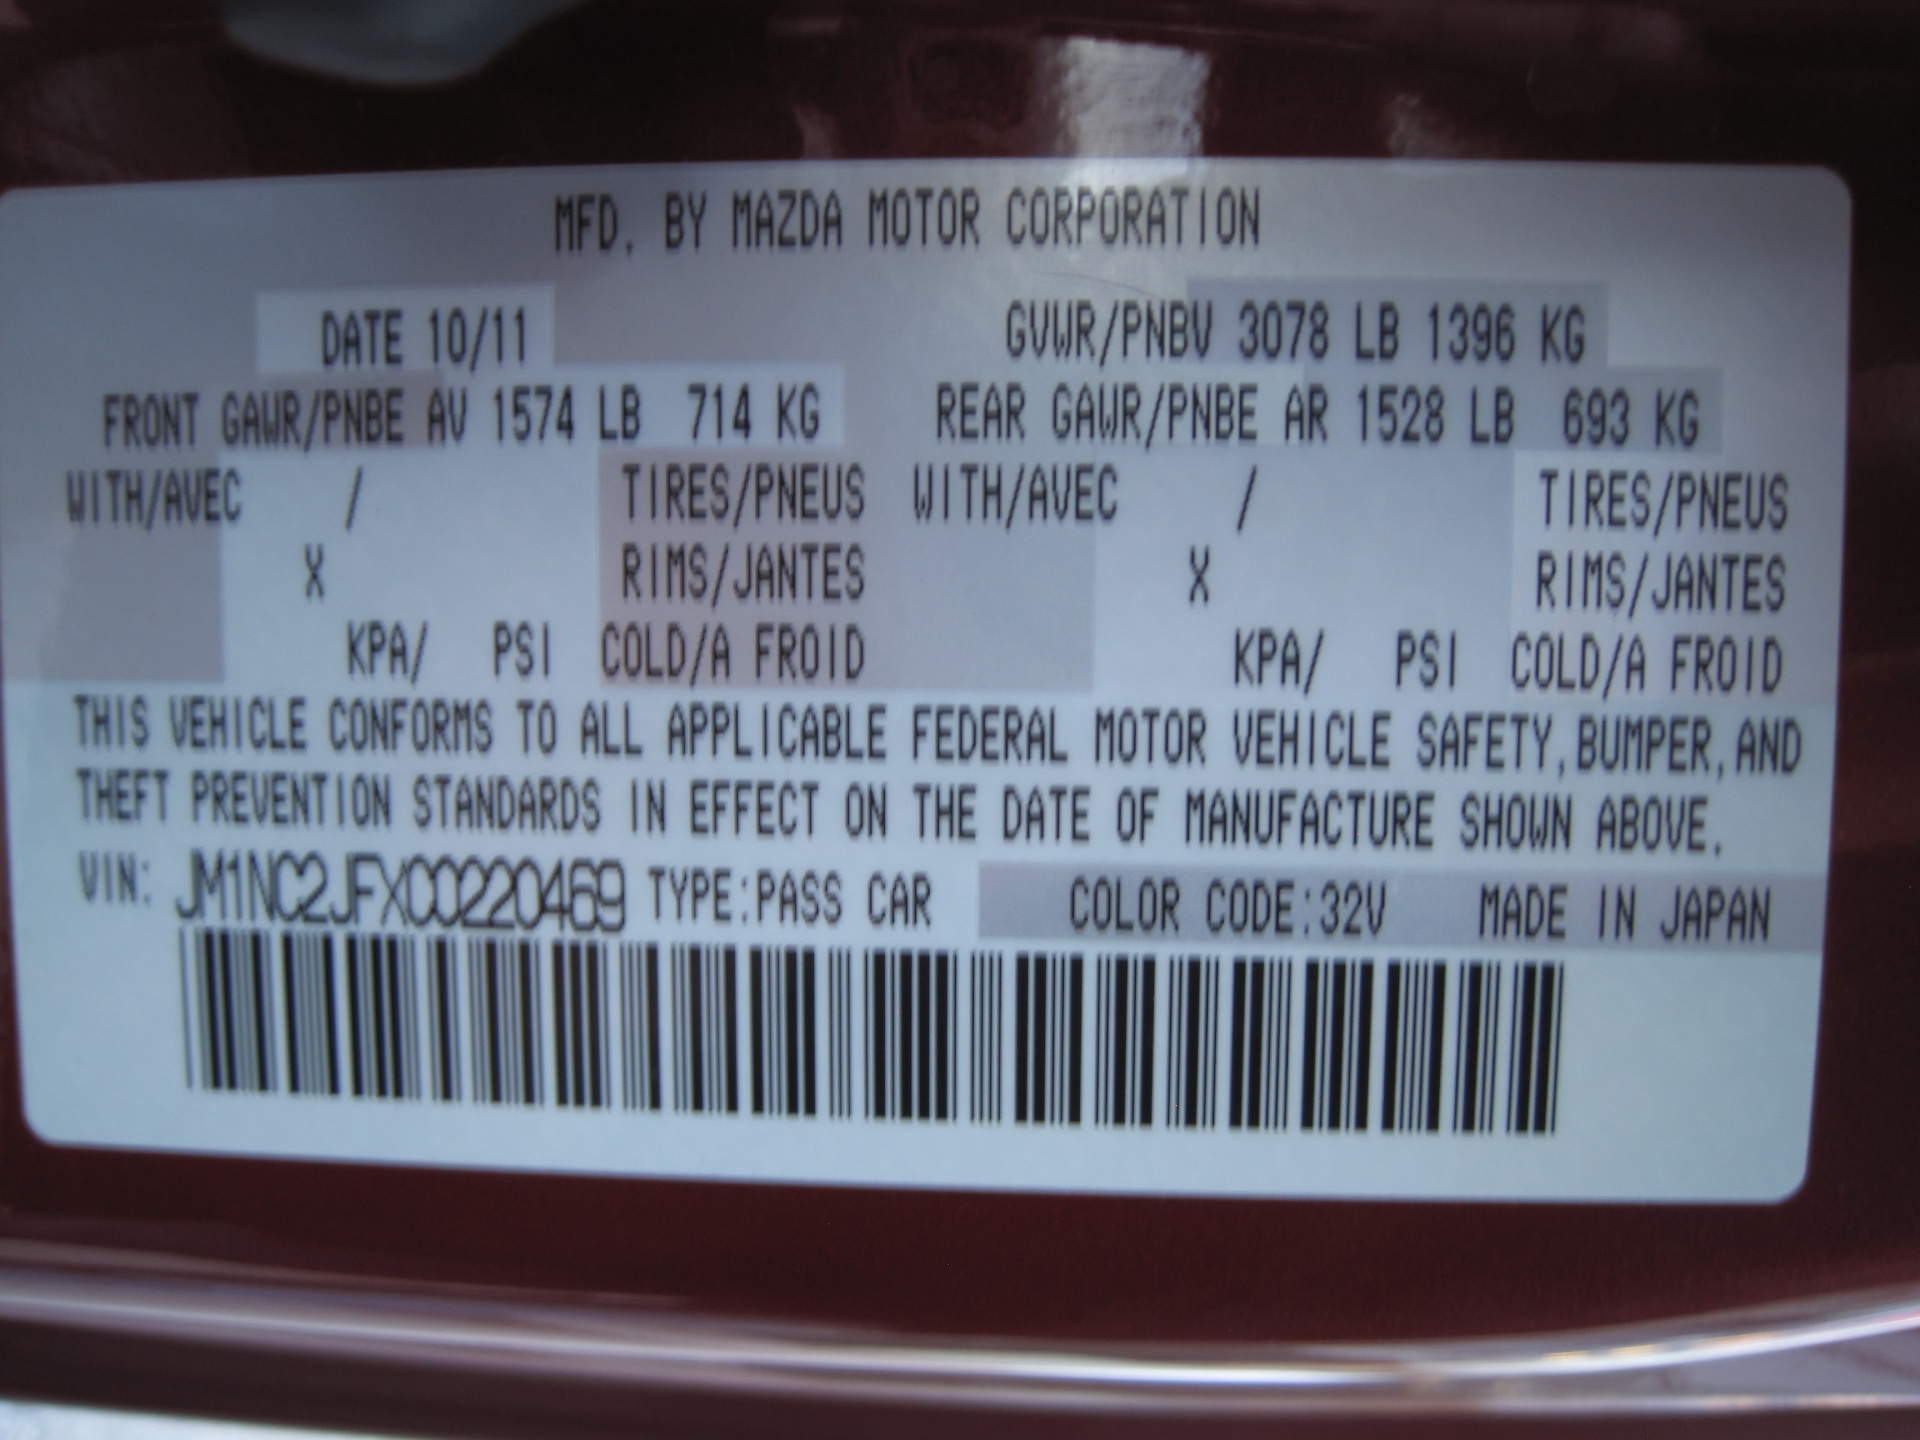 MFD. BY MAZDA MOTOR CORPORATION
DATE 10/11 GVWR/PNBV 3078 LB 1396 KG
FRONT GAWR/PNBE AV 1574 LB 714 KG REAR GAWR/PNBE AR 1528 LB 693 KG
WITH/AVEC / TIRES/PNEUS WITH/AVEC / TIRES/PNEUS
X RIMS/JANTES X RIMS/JANTES
KPA/ PSI COLD/A FROID KPA/ PSI COLD/A FROID
THIS VEHICLE CONFORMS TO ALL APPLICABLE FEDERAL MOTOR VEHICLE SAFETY, BUMPER, AND
THEFT PREVENTION STANDARDS IN EFFECT ON THE DATE OF MANUFACTURE SHOWN ABOVE.
VIN: JM1NC2JFXC0220469 TYPE:PASS CAR COLOR CODE:32V MADE IN JAPAN